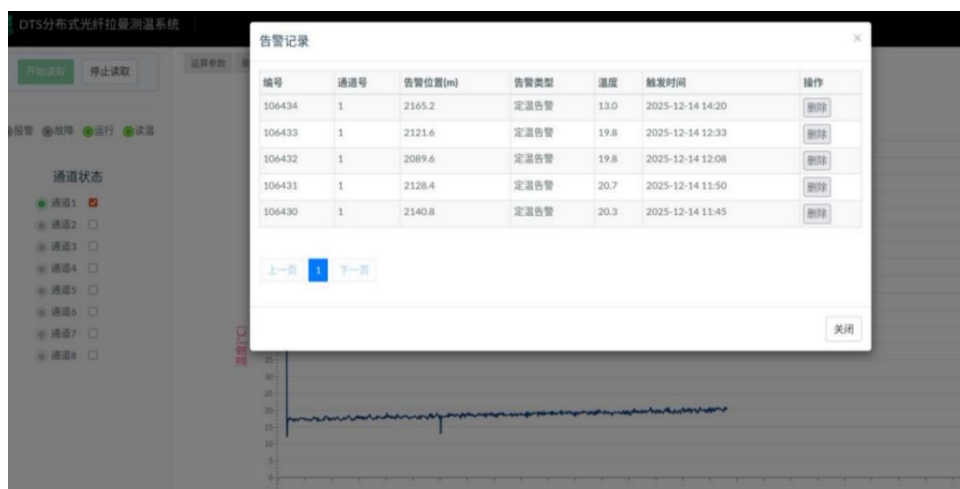 DTS分布式光纤拉曼测温系统
开始读取 停止读取
运算参数
报警 故障 运行 读温
通道状态
通道1
通道2
通道3
通道4
通道5
通道6
通道7
通道8
告警记录 ×
编号 通道号 告警位置(m) 告警类型 温度 触发时间 操作
106434 1 2165.2 定温告警 13.0 2025-12-14 14:20 删除
106433 1 2121.6 定温告警 19.8 2025-12-14 12:33 删除
106432 1 2089.6 定温告警 19.8 2025-12-14 12:08 删除
106431 1 2128.4 定温告警 20.7 2025-12-14 11:50 删除
106430 1 2140.8 定温告警 20.3 2025-12-14 11:45 删除
上一页 1 下一页
关闭
温度(℃)
35
30
25
20
15
10
5
0